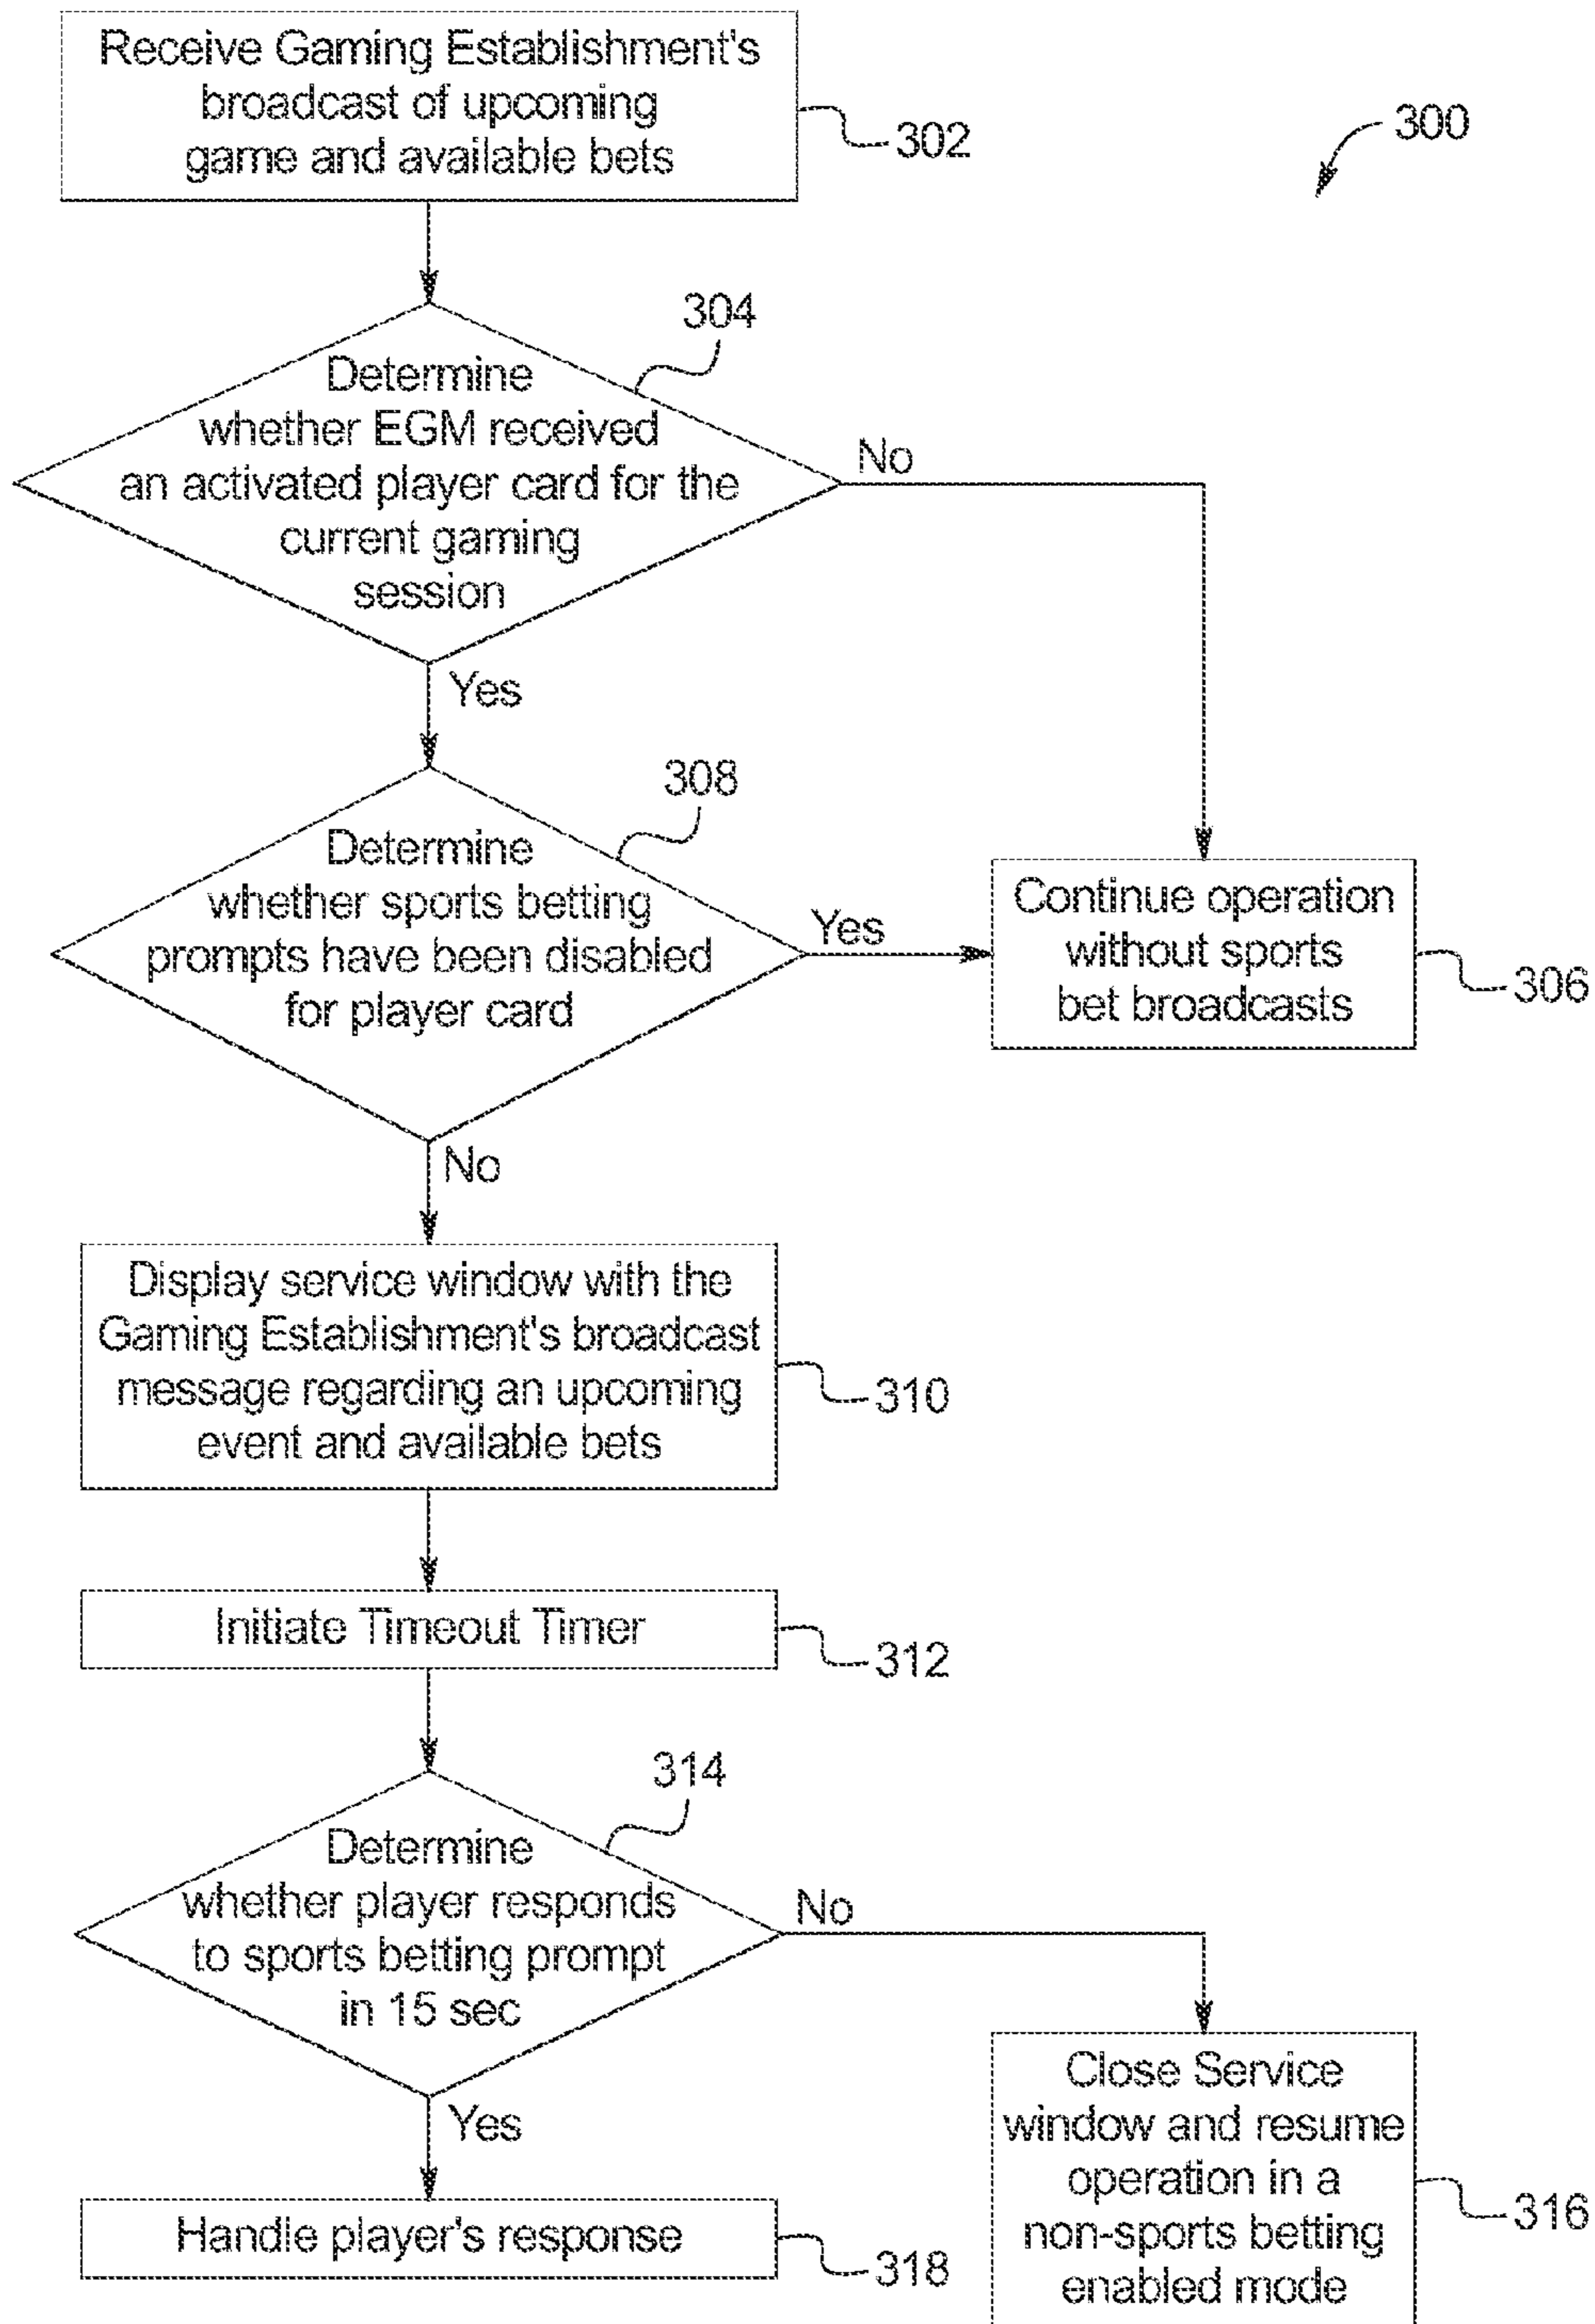 Receive Gaming Establishment's
broadcast of upcoming
game and available bets
302
300
304
Determine
whether EGM received
an activated player card for the
current gaming
session
No
Yes
308
Determine
whether sports betting
prompts have been disabled
for player card
Yes
Continue operation
without sports
bet broadcasts
306
No
Display service window with the
Gaming Establishment's broadcast
message regarding an upcoming
event and available bets
310
Initiate Timeout Timer
312
314
Determine
whether player responds
to sports betting prompt
in 15 sec
No
Yes
Close Service
window and resume
operation in a
non-sports betting
enabled mode
316
Handle player's response
318